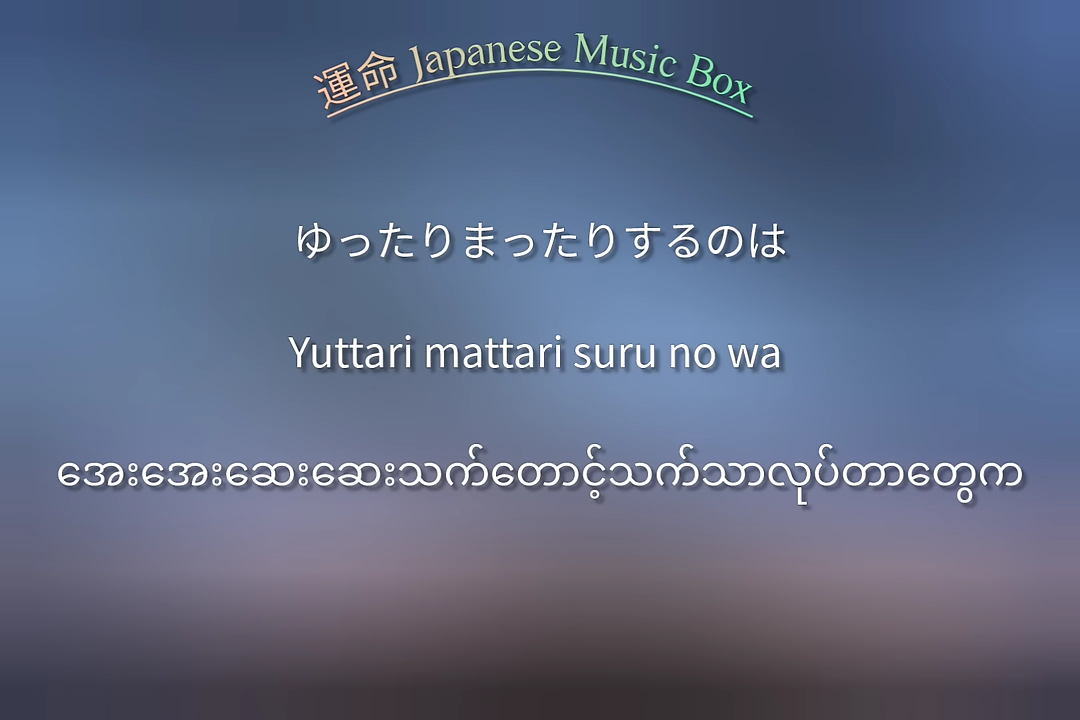 運命 Japanese Music Box
ゆったりまったりするのは
Yuttari mattari suru no wa
အေးအေးဆေးဆေးသက်တောင့်သက်သာလုပ်တာတွေက